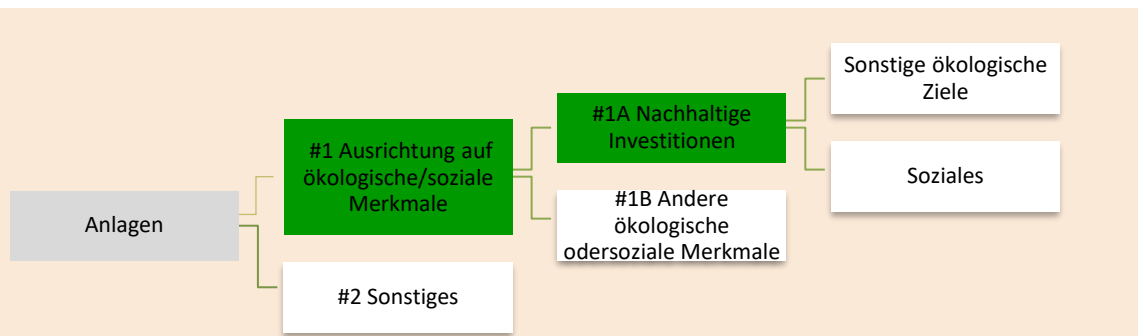 Anlagen
#1 Ausrichtung auf
ökologische/soziale
Merkmale
#2 Sonstiges
#1A Nachhaltige
Investitionen
#1B Andere
ökologische
odersoziale Merkmale
Sonstige ökologische
Ziele
Soziales